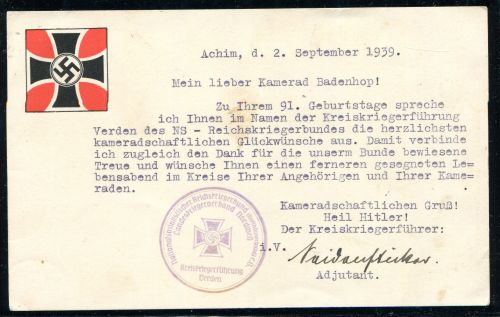 Achim, d. 2. September 1939.
Mein lieber Kamerad Badenhop!
Zu Ihrem 91. Geburtstage spreche
ich Ihnen im Namen der Kreiskriegerführung
Verden des NS - Reichskriegerbundes die herzlichsten
kameradschaftlichen Glückwünsche aus. Damit verbinde
ich zugleich den Dank für die unserm Bunde bewiesene
Treue und wünsche Ihnen einen ferneren gesegneten Le-
bensabend im Kreise Ihrer Angehörigen und Ihrer Kame-
raden.
Kameradschaftlichen Gruß!
Heil Hitler!
Der Kreiskriegerführer:
i.V.
Adjutant.
Nationalsozialistischer Reichskriegerbund
Landeskriegerverband
Kreiskriegerführung
Verden